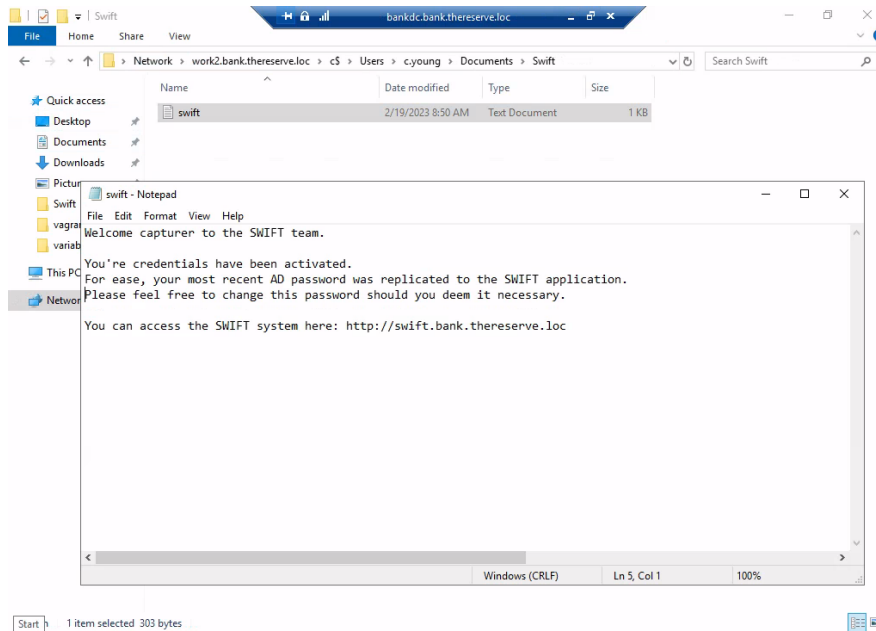 Swift
bankdc.bank.thereserve.loc
File Home Share View
Network > work2.bank.thereserve.loc > c$ > Users > c.young > Documents > Swift
Search Swift
Name Date modified Type Size
Quick access
swift 2/19/2023 8:50 AM Text Document 1 KB
Desktop
Documents
Downloads
swift - Notepad
Swift
File Edit Format View Help
Welcome capturer to the SWIFT team.
You're credentials have been activated.
This PC
For ease, your most recent AD password was replicated to the SWIFT application.
Please feel free to change this password should you deem it necessary.
You can access the SWIFT system here: http://swift.bank.thereserve.loc
Windows (CRLF) Ln 5, Col 1 100%
Start 1 item selected 303 bytes